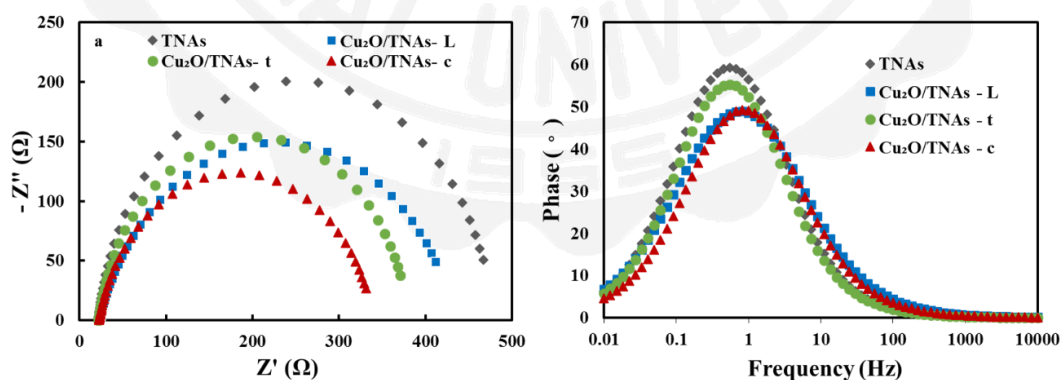 a
TNAs
Cu₂O/TNAs- L
Cu₂O/TNAs- t
Cu₂O/TNAs- c
250
200
150
100
50
0
- Z'' (Ω)
0 100 200 300 400 500
Z' (Ω)
70
60
50
40
30
20
10
0
Phase ( ° )
TNAs
Cu₂O/TNAs - L
Cu₂O/TNAs - t
Cu₂O/TNAs - c
0.01 0.1 1 10 100 1000 10000
Frequency (Hz)